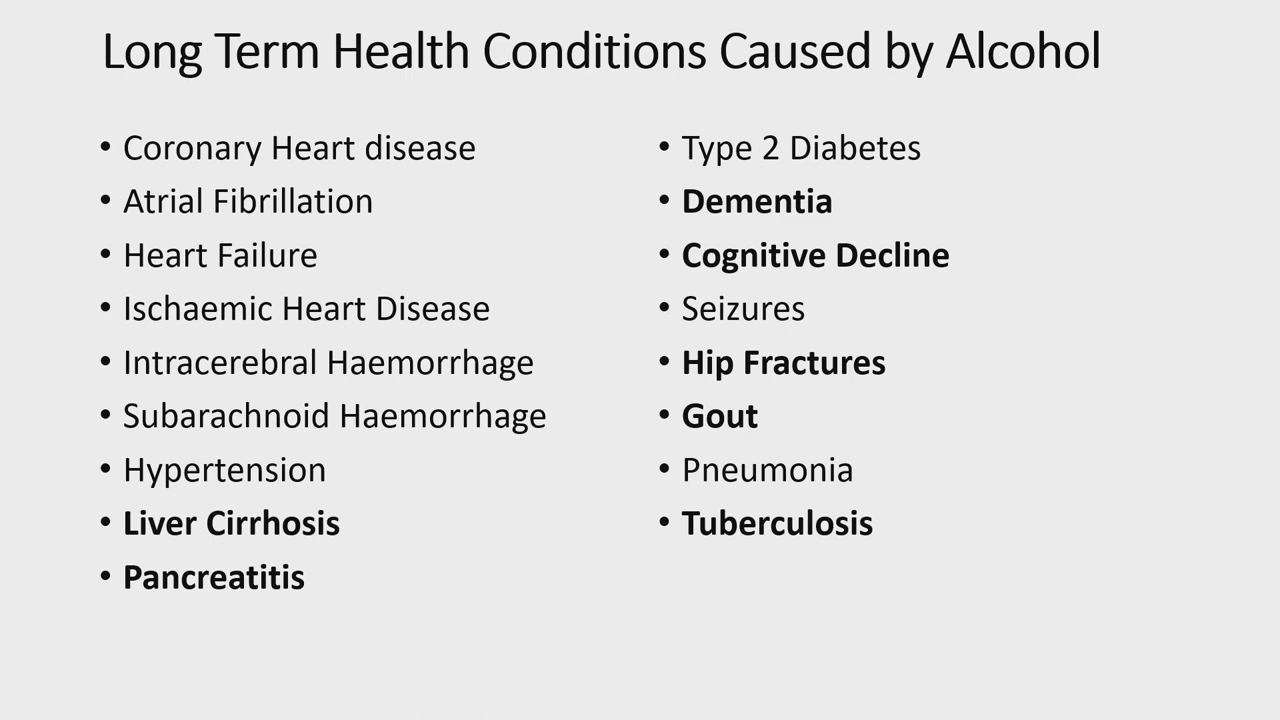 Long Term Health Conditions Caused by Alcohol
• Coronary Heart disease
• Atrial Fibrillation
• Heart Failure
• Ischaemic Heart Disease
• Intracerebral Haemorrhage
• Subarachnoid Haemorrhage
• Hypertension
• Liver Cirrhosis
• Pancreatitis
• Type 2 Diabetes
• Dementia
• Cognitive Decline
• Seizures
• Hip Fractures
• Gout
• Pneumonia
• Tuberculosis